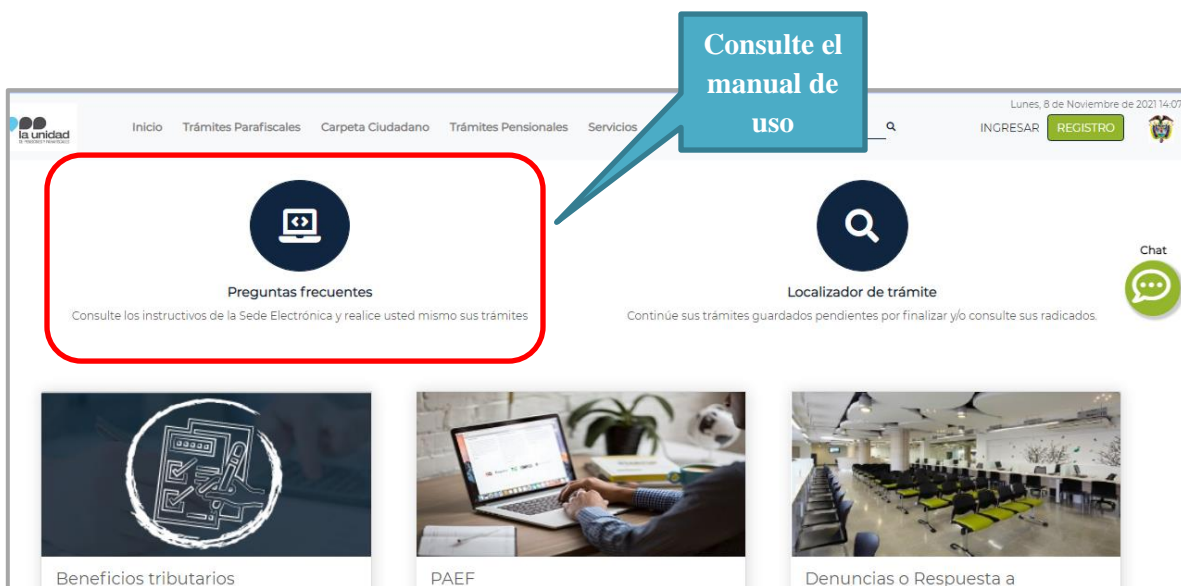 Consulte el
manual de
uso
Lunes, 8 de Noviembre de 2021 14:07
la unidad
Inicio Trámites Parafiscales Carpeta Ciudadano Trámites Pensionales Servicios
INGRESAR REGISTRO
Preguntas frecuentes
Consulte los instructivos de la Sede Electrónica y realice usted mismo sus trámites
Localizador de trámite
Continúe sus trámites guardados pendientes por finalizar y/o consulte sus radicados.
Chat
Beneficios tributarios
PAEF
Denuncias o Respuesta a